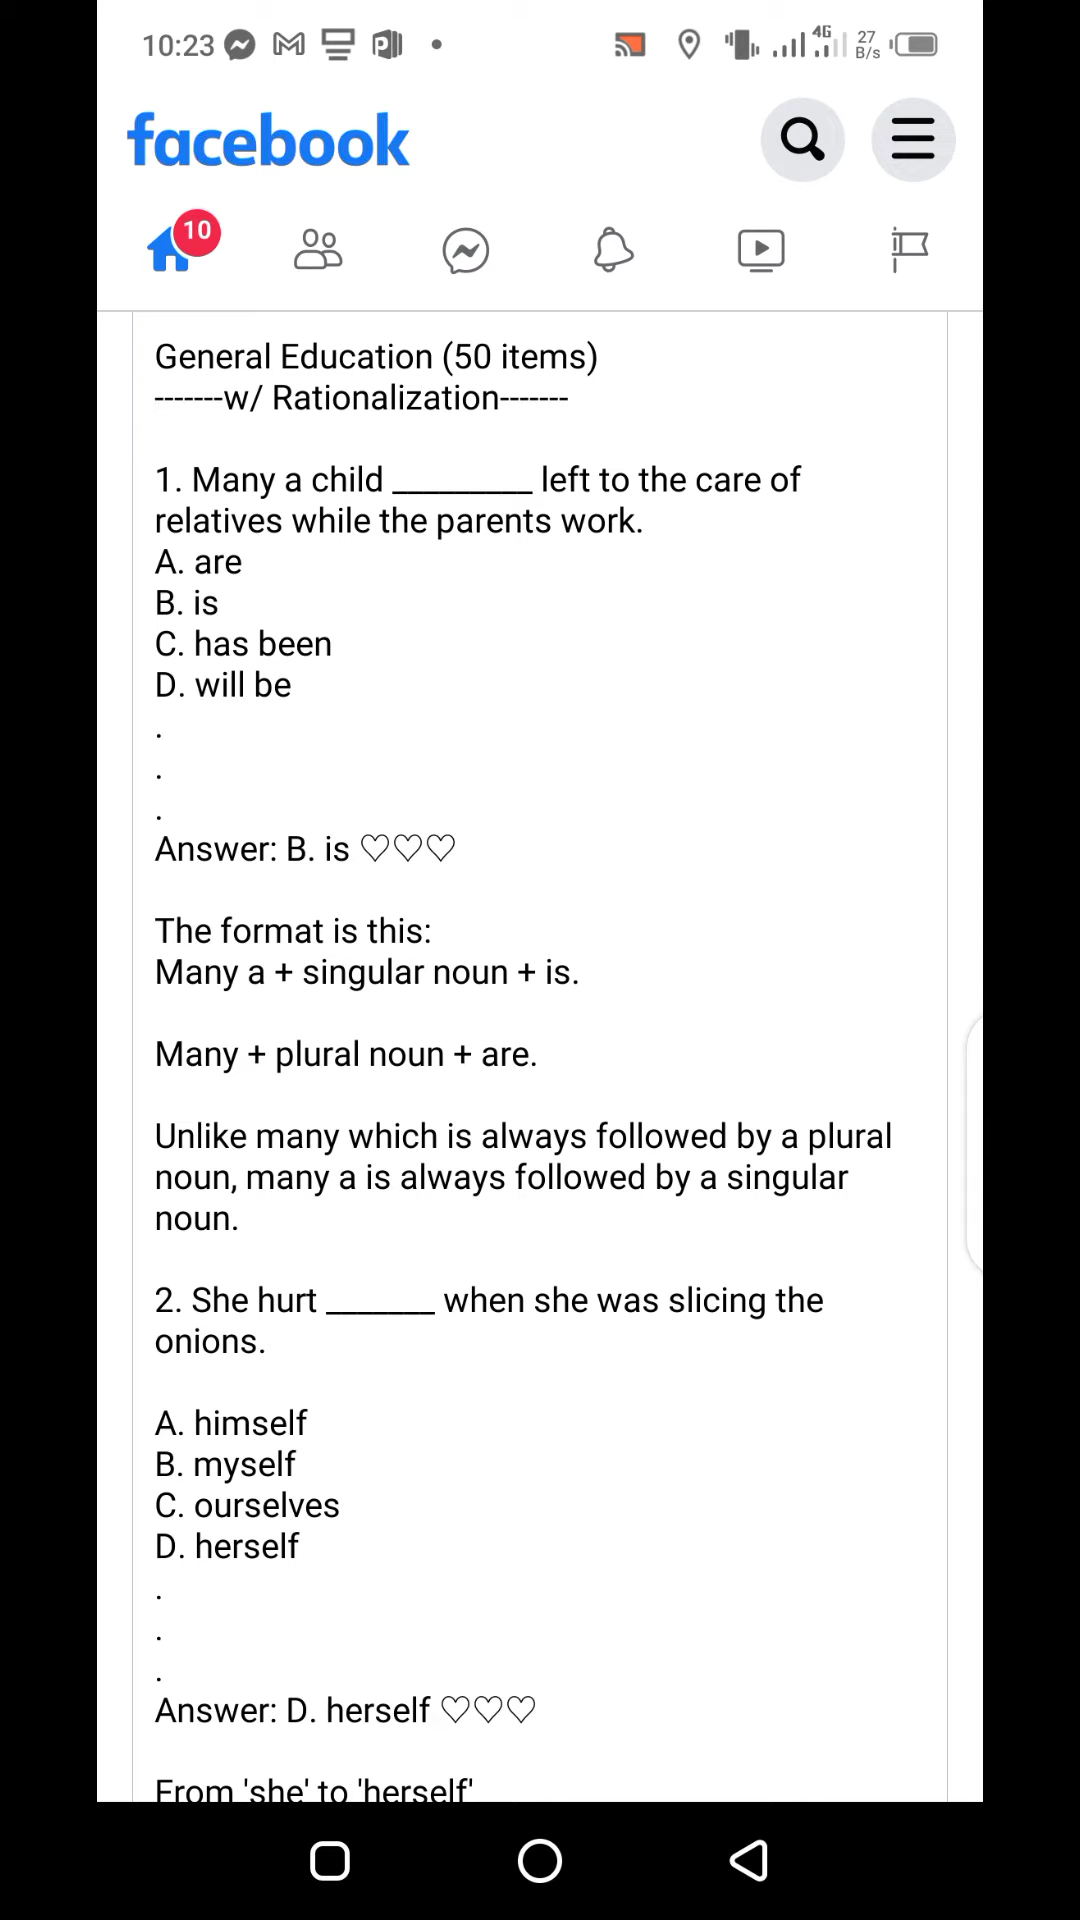 10:23
4G
27
B/s
facebook
10
General Education (50 items)
-------w/ Rationalization-------
1. Many a child _________ left to the care of
relatives while the parents work.
A. are
B. is
C. has been
D. will be
.
.
.
Answer: B. is ♡♡♡
The format is this:
Many a + singular noun + is.
Many + plural noun + are.
Unlike many which is always followed by a plural
noun, many a is always followed by a singular
noun.
2. She hurt _______ when she was slicing the
onions.
A. himself
B. myself
C. ourselves
D. herself
.
.
.
Answer: D. herself ♡♡♡
From 'she' to 'herself'